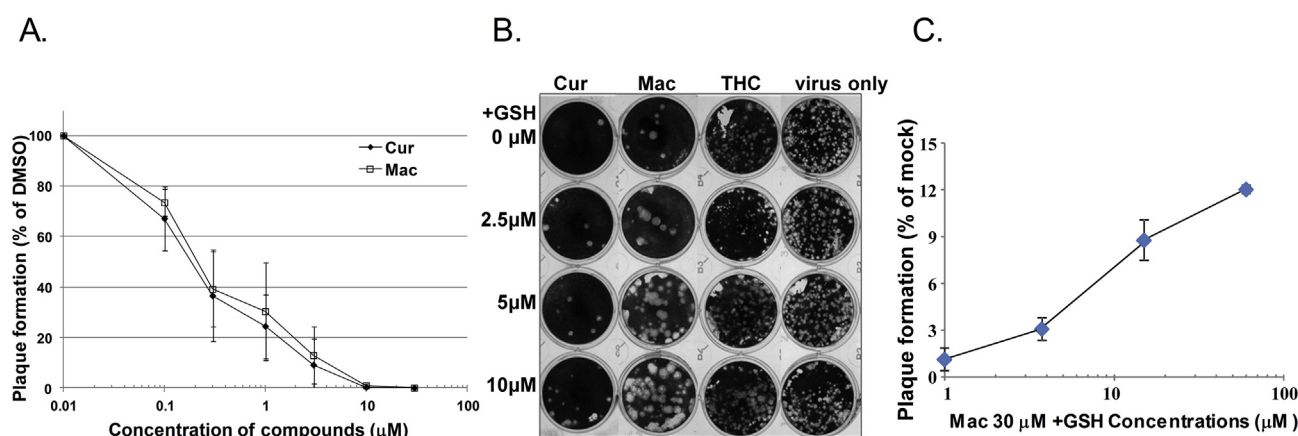 A.
Plaque formation (% of DMSO)
100
80
60
40
20
0
0.01 0.1 1 10 100
Concentration of compounds (μM)
Cur
Mac
B.
Cur Mac THC virus only
+GSH
0 μM
2.5μM
5μM
10μM
C.
Plaque formation (% of mock)
15
12
9
6
3
0
1 10 100
Mac 30 μM +GSH Concentrations (μM )